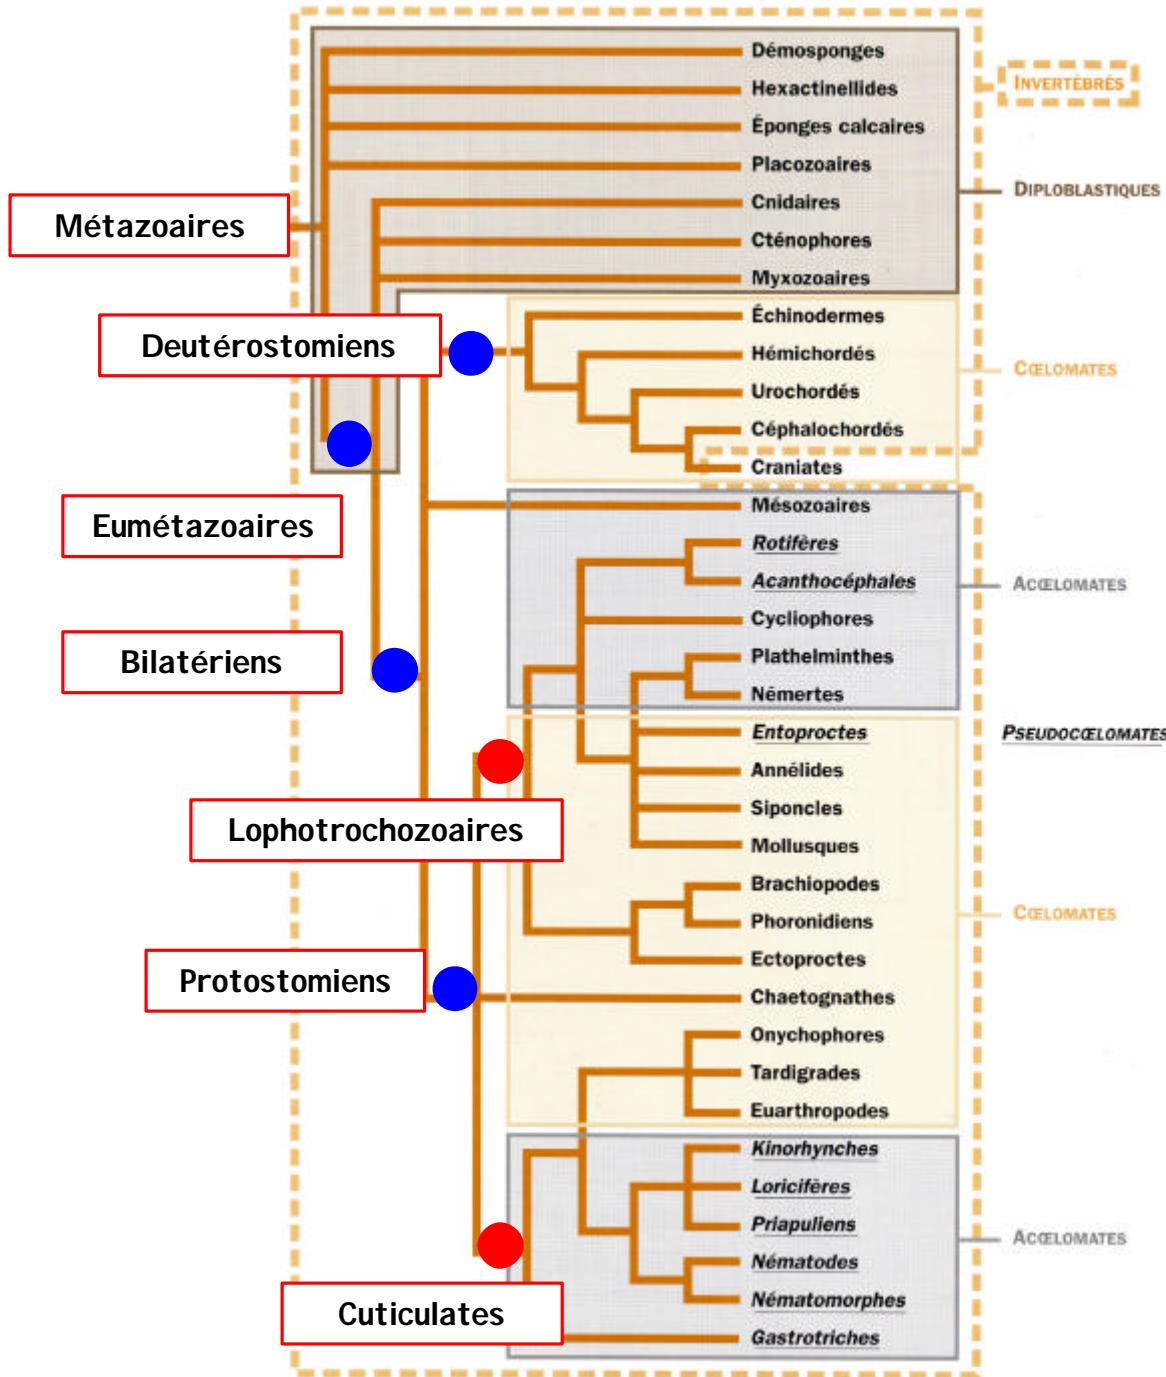 Démosponges
INVERTÉBRÉS
Hexactinellides
Éponges calcaires
Placozoaires
DIPLOBLASTIQUES
Métazoaires
Cnidaires
Cténophores
Myxozoaires
Échinodermes
Deutérostomiens
Hémichordés
CŒLOMATES
Urochordés
Céphalochordés
Craniates
Mésozoaires
Eumétazoaires
Rotifères
Acanthocéphales
ACŒLOMATES
Cycliophores
Bilatériens
Plathelminthes
Némertes
Entoproctes
PSEUDOCŒLOMATES
Annélides
Siponcles
Lophotrochozoaires
Mollusques
Brachiopodes
CŒLOMATES
Phoronidiens
Ectoproctes
Protostomiens
Chaetognathes
Onychophores
Tardigrades
Euarthropodes
Kinorhynches
Loricifères
Priapuliens
ACŒLOMATES
Nématodes
Nématomorphes
Cuticulates
Gastrotriches